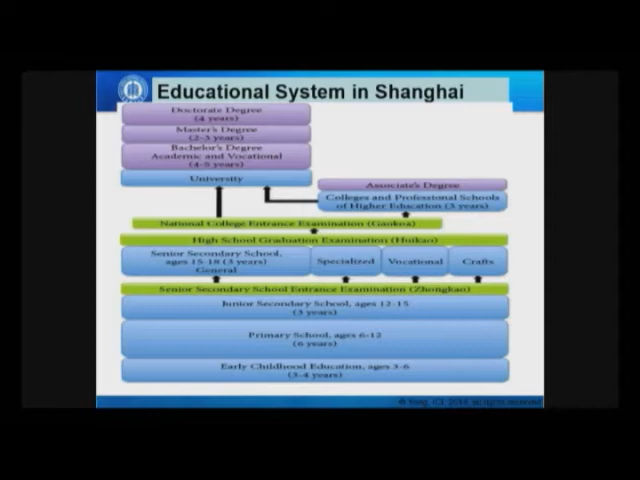 Educational System in Shanghai
Doctorate Degree
(4 years)
Master's Degree
(2-3 years)
Bachelor's Degree
Academic and Vocational
(4-5 years)
University
Associate's Degree
Colleges and Professional Schools
of Higher Education (3 years)
National College Entrance Examination (Gaokoa)
High School Graduation Examination (Huikao)
Senior Secondary School,
ages 15-18 (3 years)
General
Specialized
Vocational
Crafts
Senior Secondary School Entrance Examination (Zhongkao)
Junior Secondary School, ages 12-15
(3 years)
Primary School, ages 6-12
(6 years)
Early Childhood Education, ages 3-6
(3-4 years)